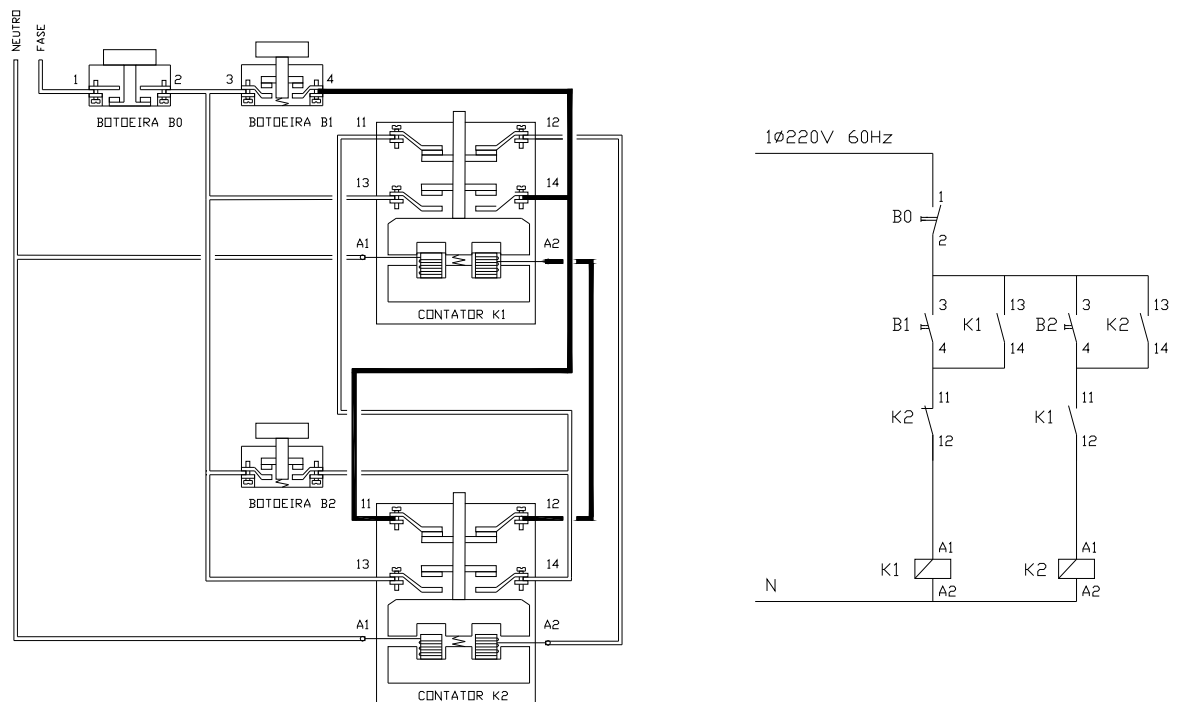 NEUTRO
FASE
1 2 3 4
BOTOEIRA B0
BOTOEIRA B1
11 12
13 14
A1 A2
CONTATOR K1
BOTOEIRA B2
11 12
13 14
A1 A2
CONTATOR K2
1ø220V 60Hz
1
B0
2
3 13 3 13
B1 K1 B2 K2
4 14 4 14
11 11
K2 K1
12 12
A1 A1
K1 K2
N A2 A2